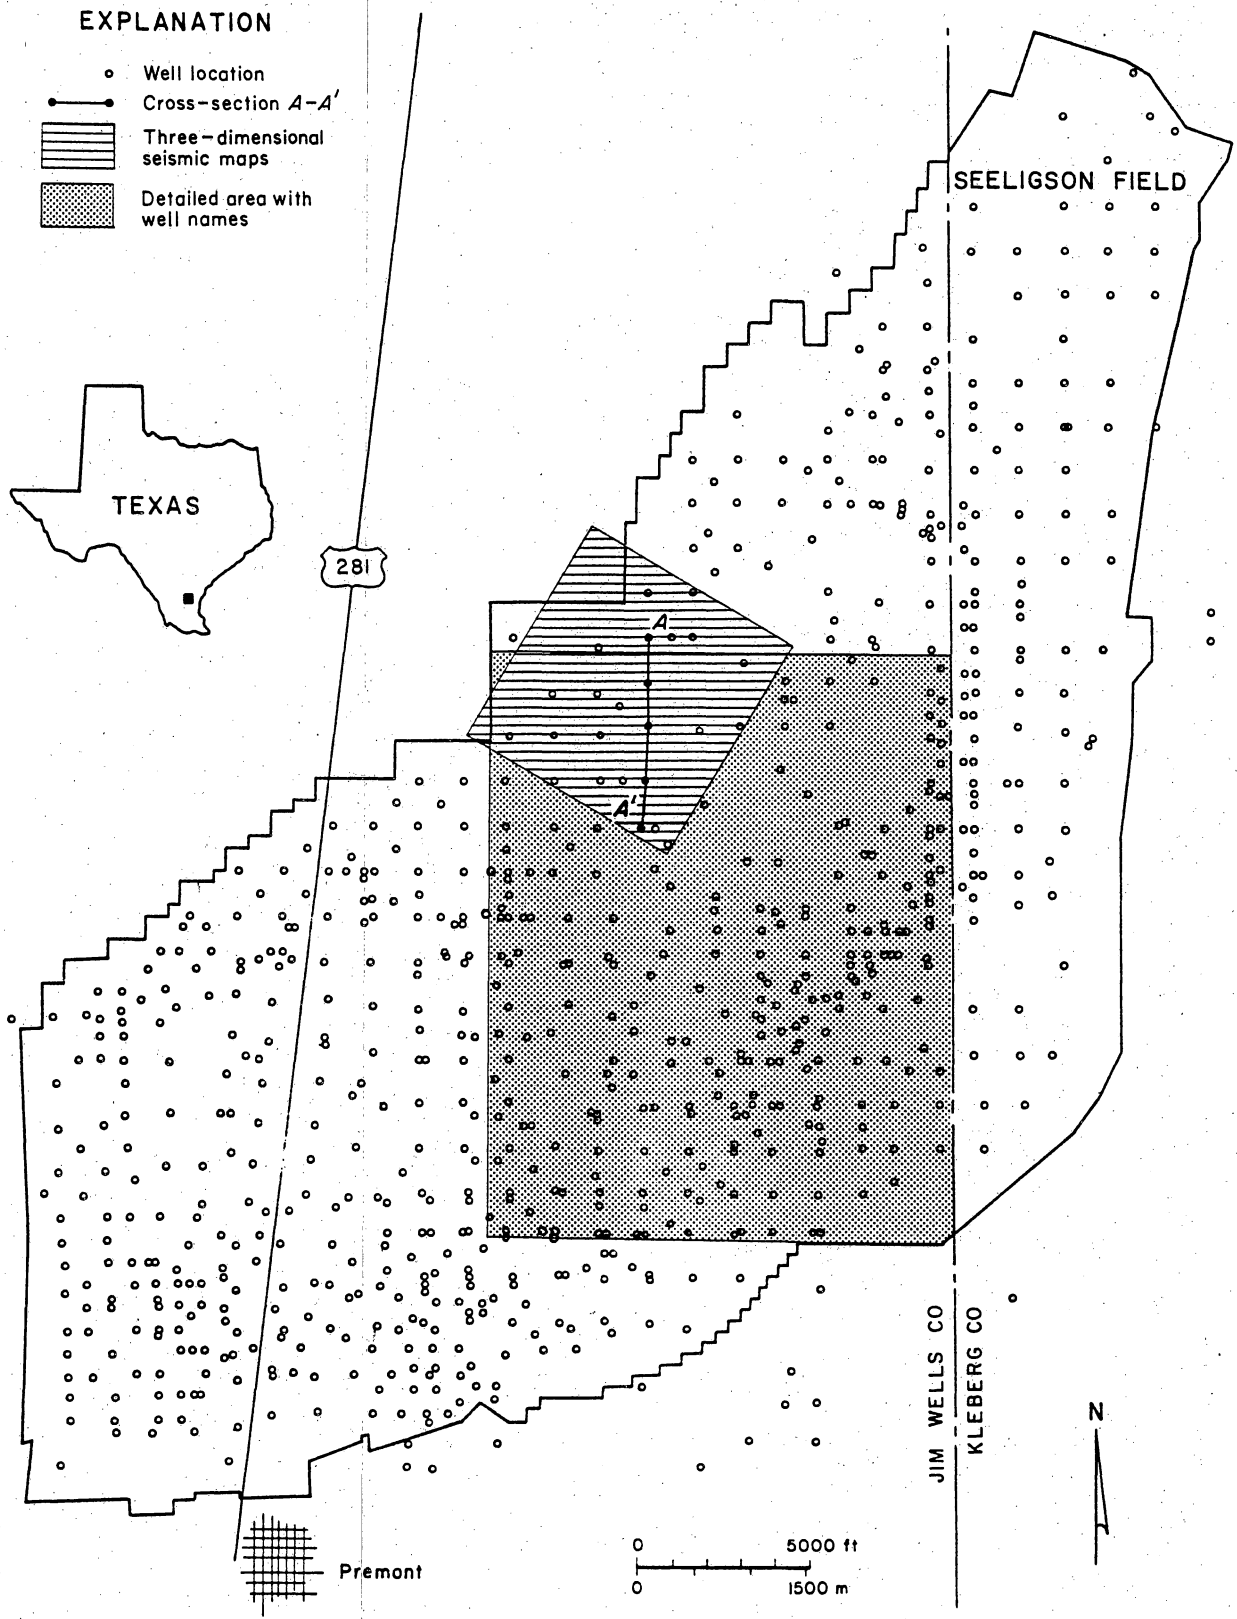 EXPLANATION
Well location
Cross-section A-A'
Three-dimensional
seismic maps
Detailed area with
well names
SEELIGSON FIELD
TEXAS
281
A
A'
JIM WELLS CO
KLEBERG CO
N
0 5000 ft
0 1500 m
Premont